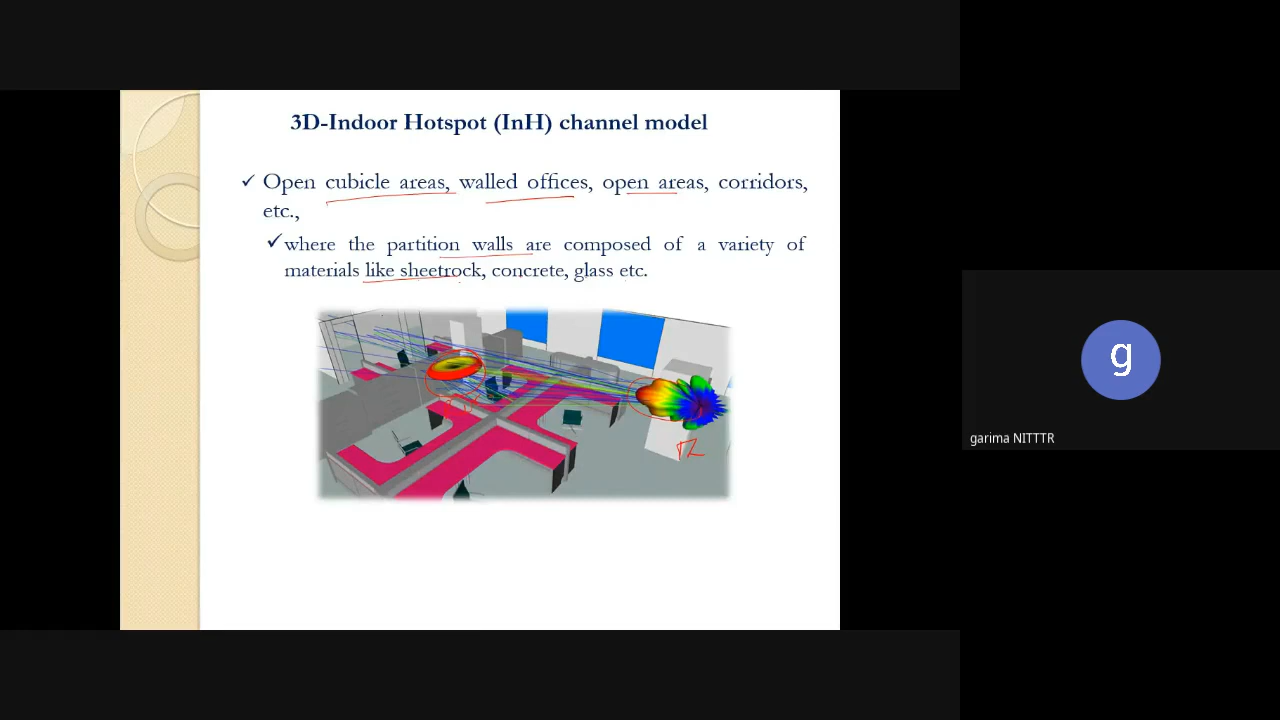 3D-Indoor Hotspot (InH) channel model
✓ Open cubicle areas, walled offices, open areas, corridors,
etc.,
✓where the partition walls are composed of a variety of
materials like sheetrock, concrete, glass etc.
g
garima NITTTR